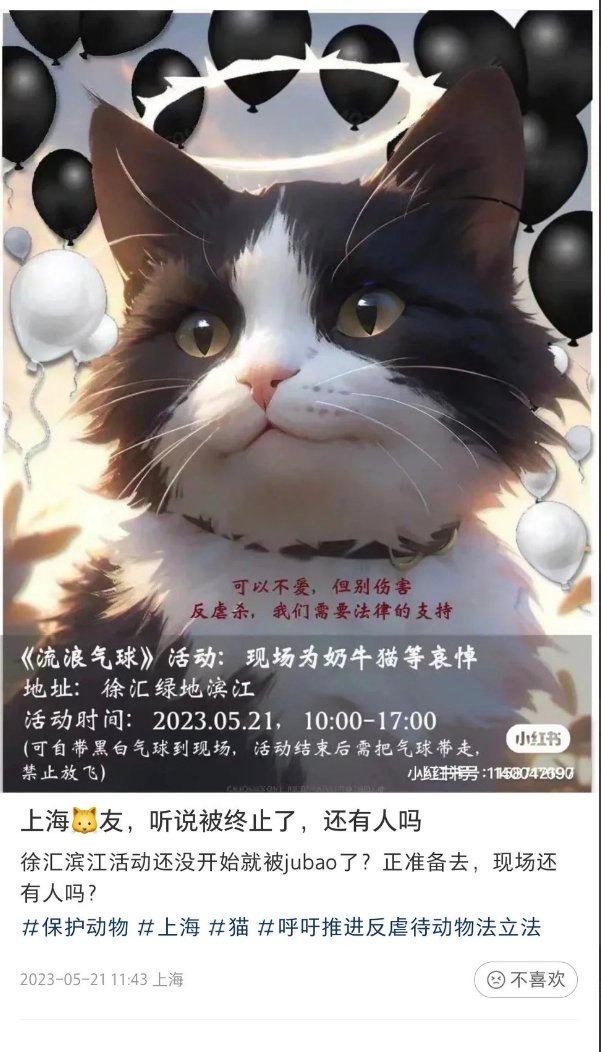 可以不爱，但别伤害
反虐杀，我们需要法律的支持
《流浪气球》活动：现场为奶牛猫等哀悼
地址：徐汇绿地滨江
活动时间：2023.05.21，10:00-17:00
(可自带黑白气球到现场，活动结束后需把气球带走，
禁止放飞)
小红书
上海🐱友，听说被终止了，还有人吗
徐汇滨江活动还没开始就被jubao了？正准备去，现场还
有人吗？
#保护动物 #上海 #猫 #呼吁推进反虐待动物法立法
2023-05-21 11:43 上海
不喜欢